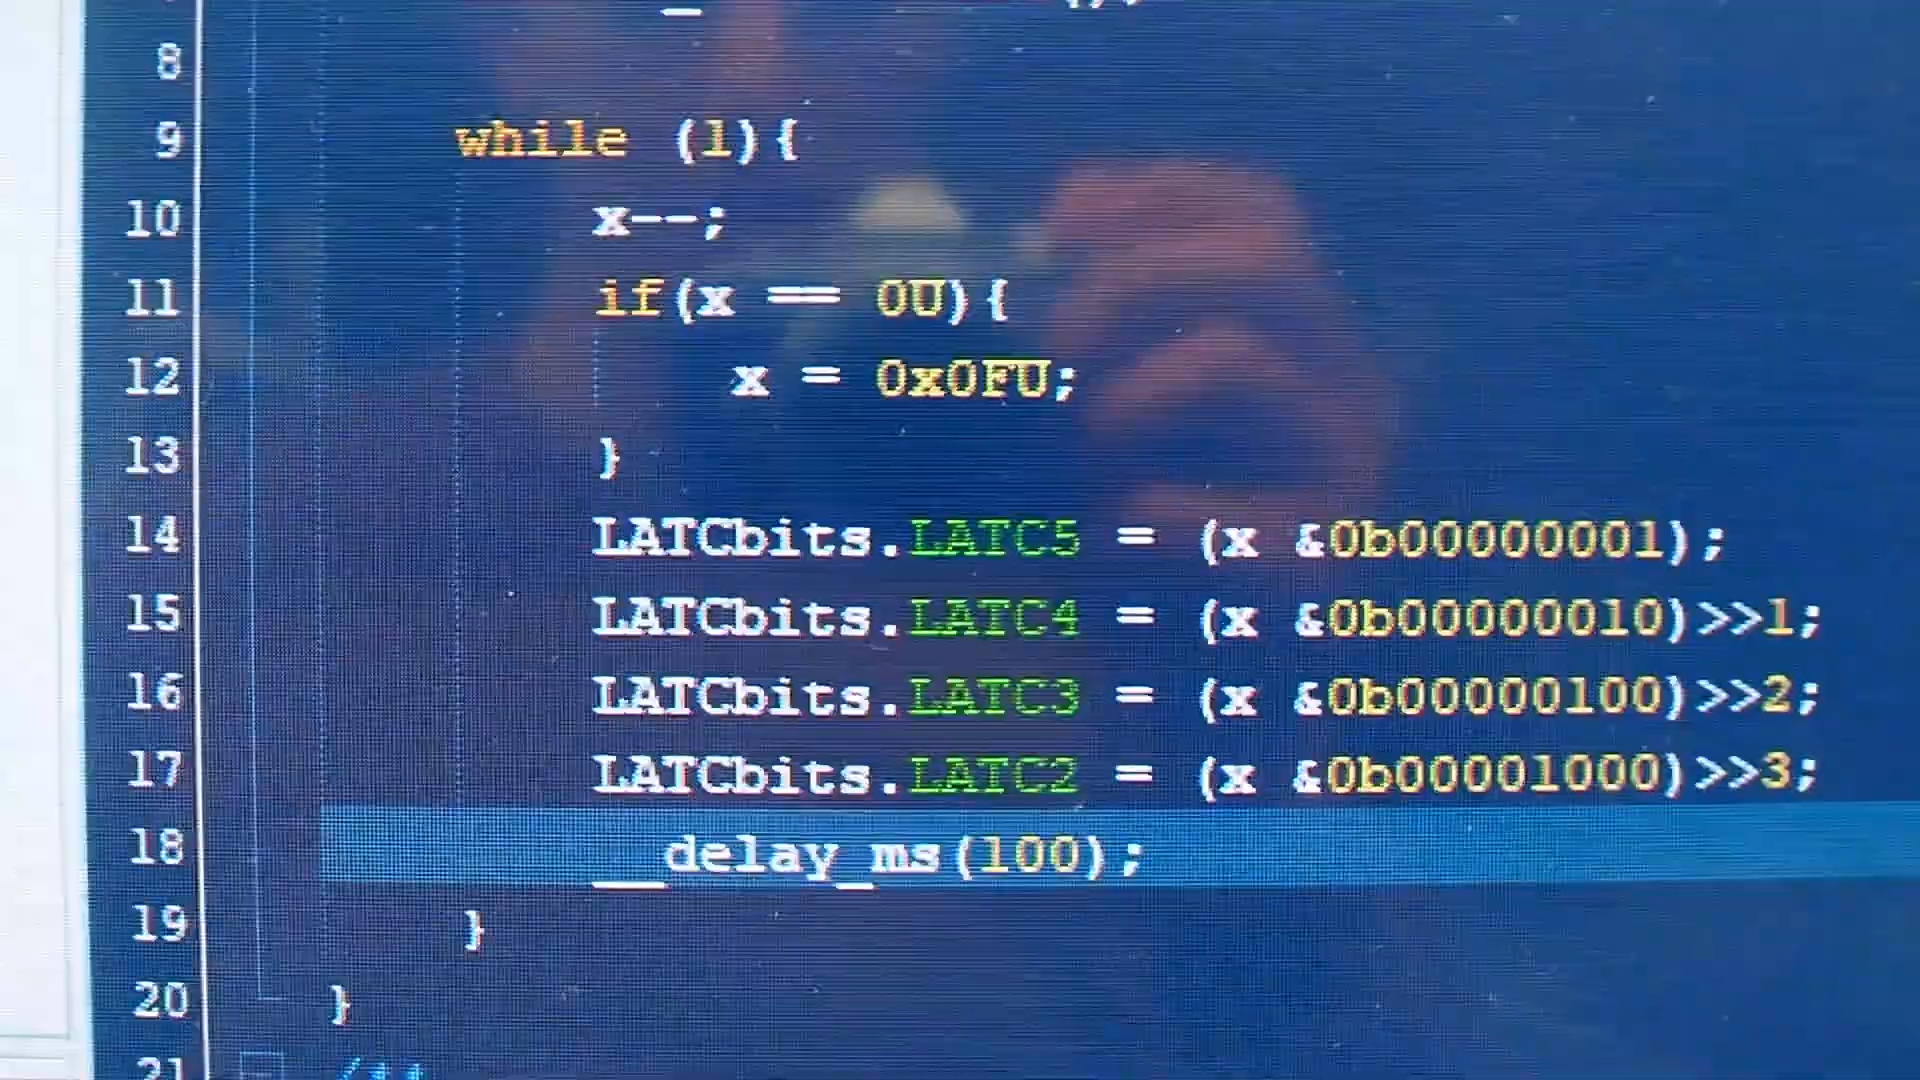 8
9 while (1){
10 x--;
11 if(x == 0U){
12 x = 0x0FU;
13 }
14 LATCbits.LATC5 = (x &0b00000001);
15 LATCbits.LATC4 = (x &0b00000010)>>1;
16 LATCbits.LATC3 = (x &0b00000100)>>2;
17 LATCbits.LATC2 = (x &0b00001000)>>3;
18 __delay_ms(100);
19 }
20 }
21 /**